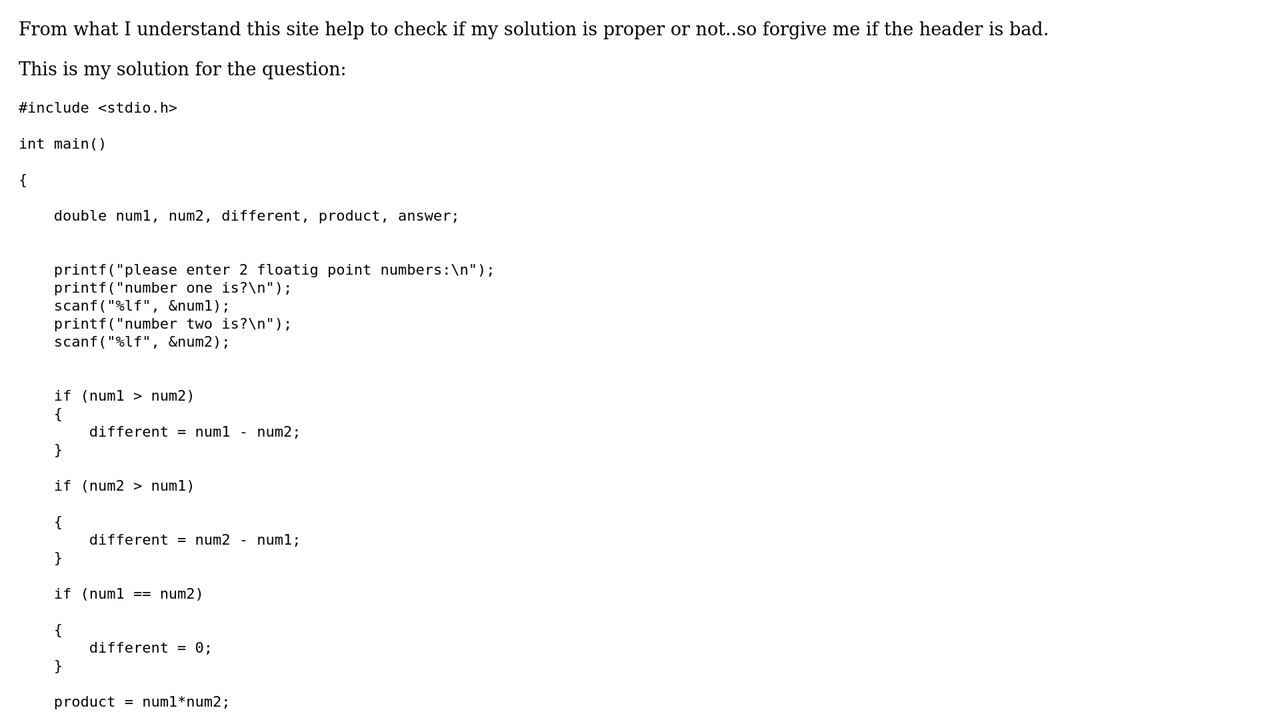 From what I understand this site help to check if my solution is proper or not..so forgive me if the header is bad.
This is my solution for the question:
#include <stdio.h>
int main()
{
    double num1, num2, different, product, answer;
    printf("please enter 2 floatig point numbers:\n");
    printf("number one is?\n");
    scanf("%lf", &num1);
    printf("number two is?\n");
    scanf("%lf", &num2);
    if (num1 > num2)
    {
        different = num1 - num2;
    }
    if (num2 > num1)
    {
        different = num2 - num1;
    }
    if (num1 == num2)
    {
        different = 0;
    }
    product = num1*num2;